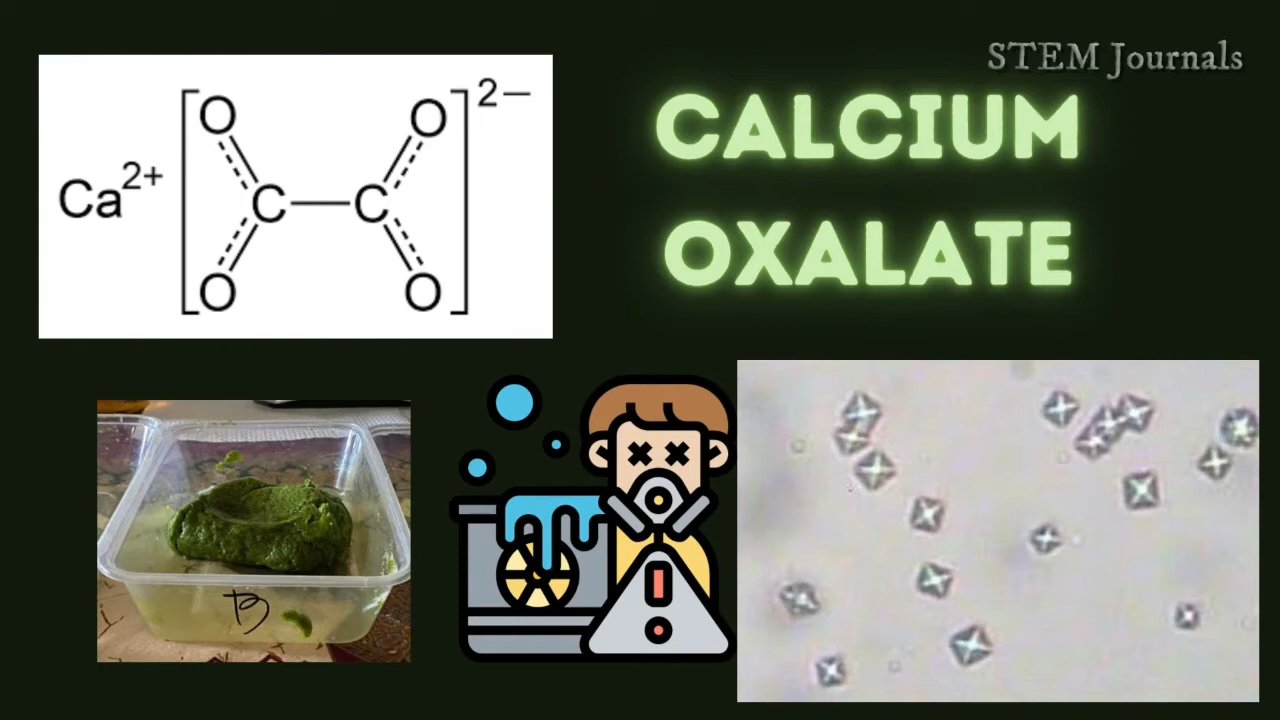 STEM Journals
CALCIUM
OXALATE
Ca2+ [ O O C — C O O ] 2−
B